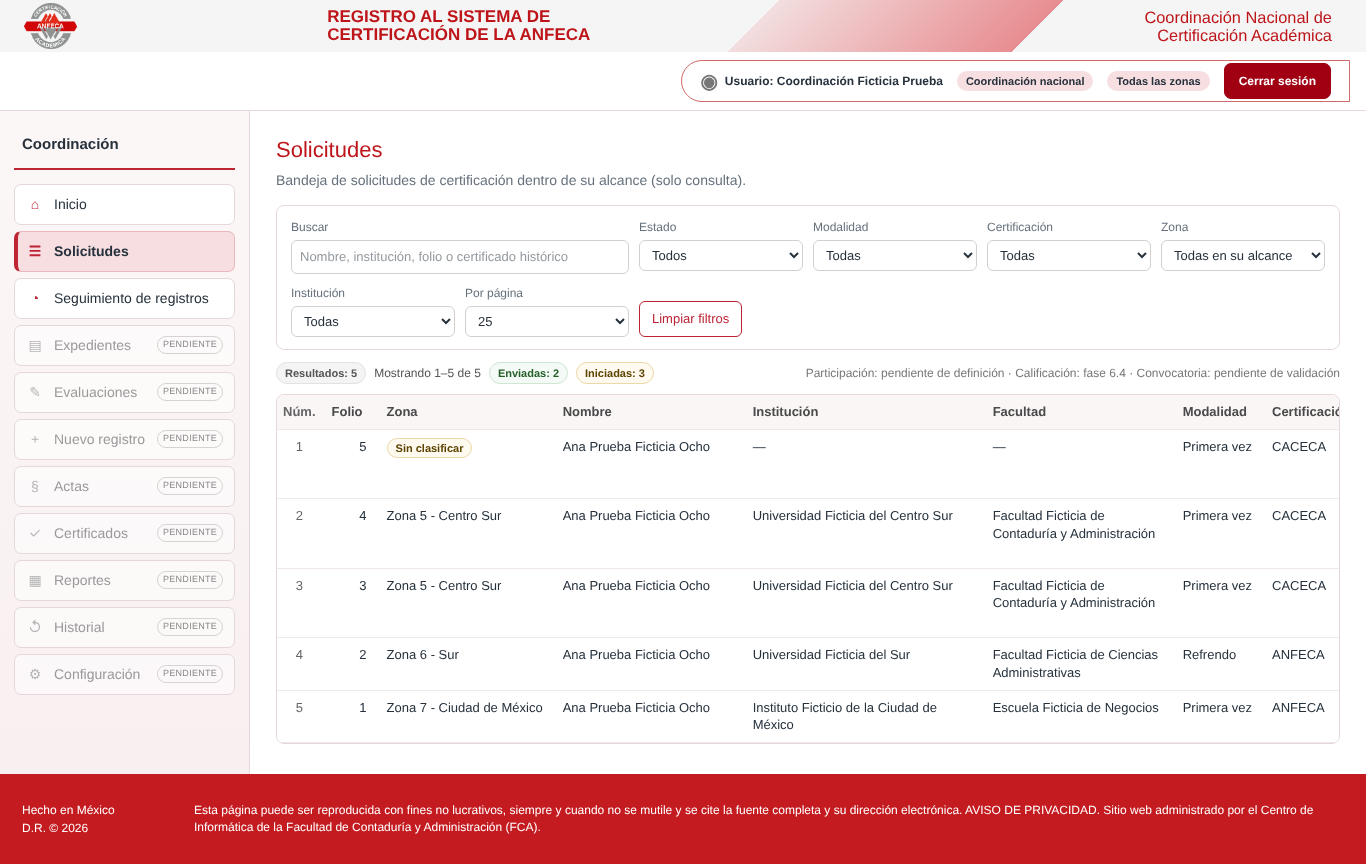 CERTIFICACIÓN
ANFECA
ACADÉMICA
REGISTRO AL SISTEMA DE
CERTIFICACIÓN DE LA ANFECA
Coordinación Nacional de
Certificación Académica
Usuario: Coordinación Ficticia Prueba
Coordinación nacional
Todas las zonas
Cerrar sesión
Coordinación
Inicio
Solicitudes
Seguimiento de registros
Expedientes PENDIENTE
Evaluaciones PENDIENTE
Nuevo registro PENDIENTE
Actas PENDIENTE
Certificados PENDIENTE
Reportes PENDIENTE
Historial PENDIENTE
Configuración PENDIENTE
Solicitudes
Bandeja de solicitudes de certificación dentro de su alcance (solo consulta).
Buscar Estado Modalidad Certificación Zona
Nombre, institución, folio o certificado histórico Todos Todas Todas Todas en su alcance
Institución Por página
Todas 25 Limpiar filtros
Resultados: 5 Mostrando 1–5 de 5 Enviadas: 2 Iniciadas: 3 Participación: pendiente de definición · Calificación: fase 6.4 · Convocatoria: pendiente de validación
Núm. Folio Zona Nombre Institución Facultad Modalidad Certificació
1 5 Sin clasificar Ana Prueba Ficticia Ocho — — Primera vez CACECA
2 4 Zona 5 - Centro Sur Ana Prueba Ficticia Ocho Universidad Ficticia del Centro Sur Facultad Ficticia de Primera vez CACECA
Contaduría y Administración
3 3 Zona 5 - Centro Sur Ana Prueba Ficticia Ocho Universidad Ficticia del Centro Sur Facultad Ficticia de Primera vez CACECA
Contaduría y Administración
4 2 Zona 6 - Sur Ana Prueba Ficticia Ocho Universidad Ficticia del Sur Facultad Ficticia de Ciencias Refrendo ANFECA
Administrativas
5 1 Zona 7 - Ciudad de México Ana Prueba Ficticia Ocho Instituto Ficticio de la Ciudad de Escuela Ficticia de Negocios Primera vez ANFECA
México
Hecho en México
D.R. © 2026
Esta página puede ser reproducida con fines no lucrativos, siempre y cuando no se mutile y se cite la fuente completa y su dirección electrónica. AVISO DE PRIVACIDAD. Sitio web administrado por el Centro de
Informática de la Facultad de Contaduría y Administración (FCA).